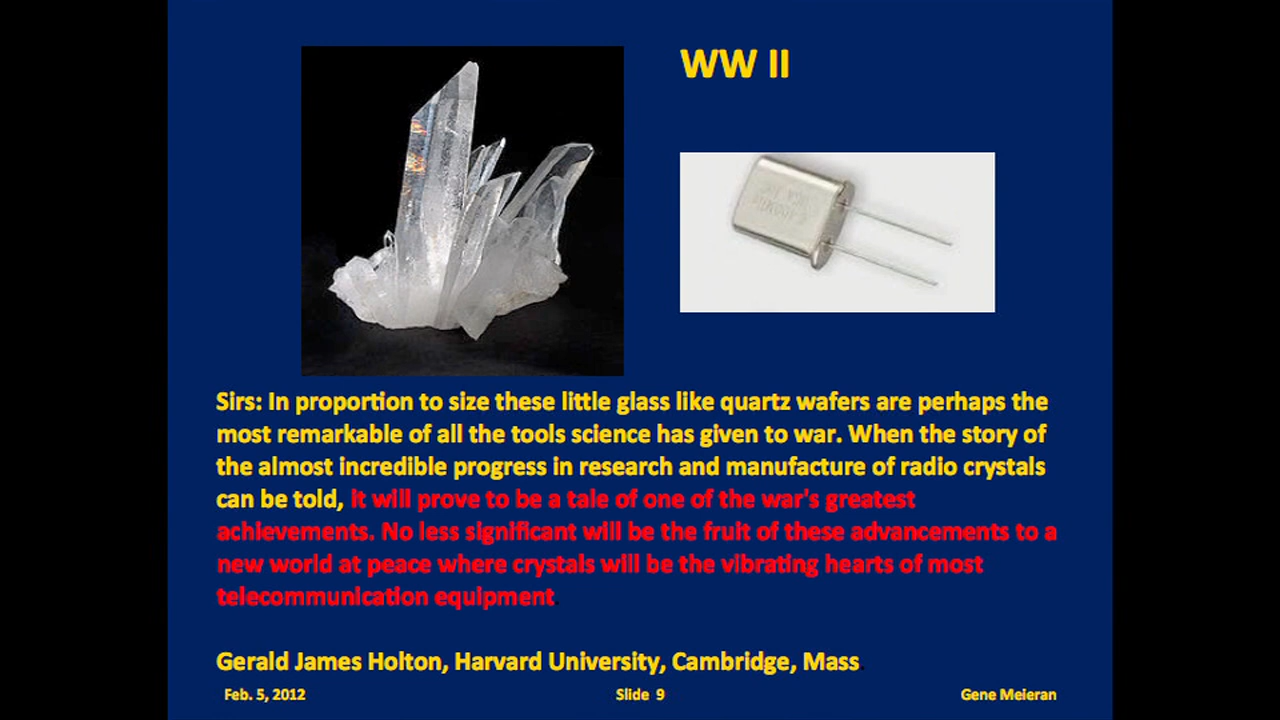 WW II
Sirs: In proportion to size these little glass like quartz wafers are perhaps the
most remarkable of all the tools science has given to war. When the story of
the almost incredible progress in research and manufacture of radio crystals
can be told, it will prove to be a tale of one of the war's greatest
achievements. No less significant will be the fruit of these advancements to a
new world at peace where crystals will be the vibrating hearts of most
telecommunication equipment.
Gerald James Holton, Harvard University, Cambridge, Mass.
Feb. 5, 2012
Slide 9
Gene Meieran